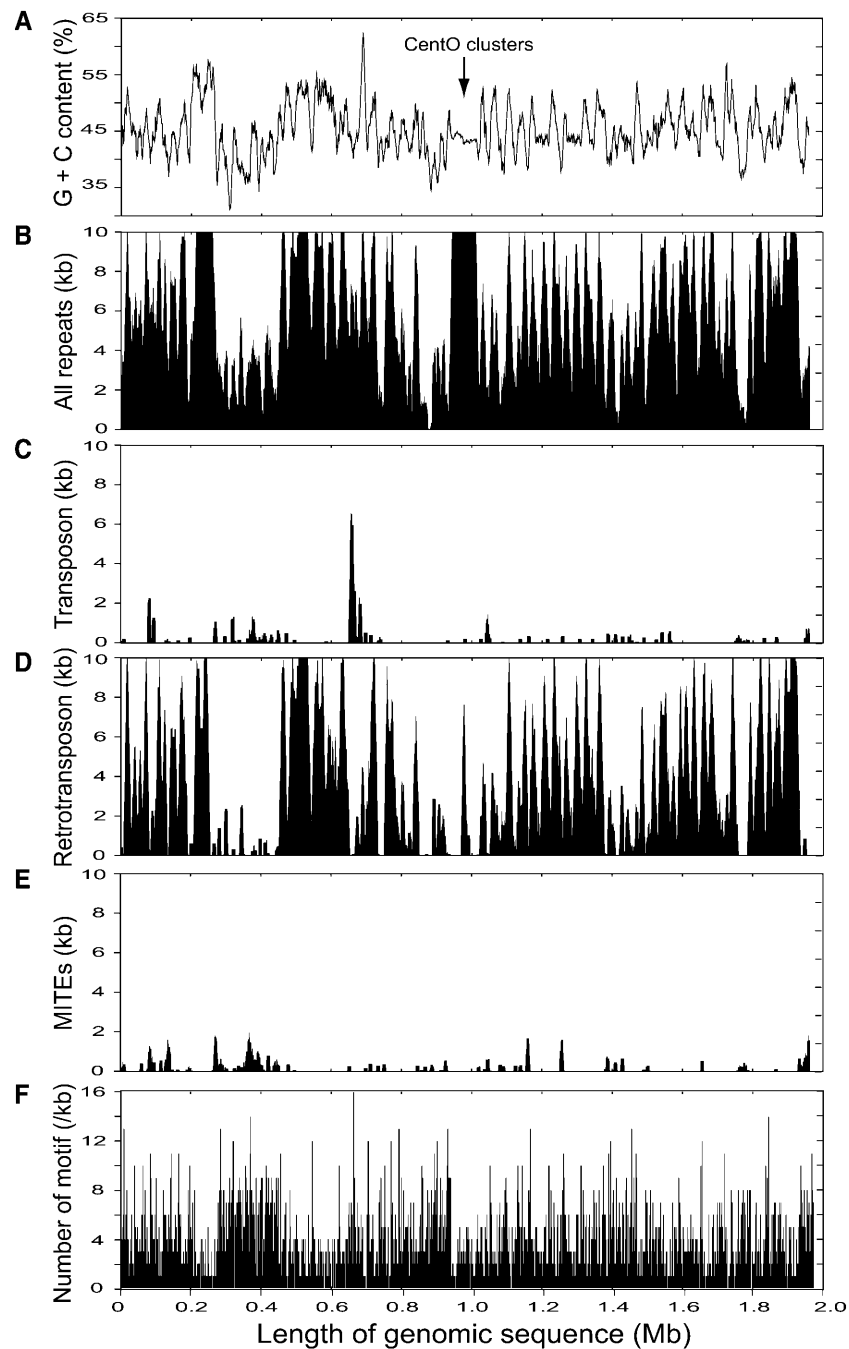 A
G + C content (%)
65
55
45
35
CentO clusters
B
All repeats (kb)
10
8
6
4
2
0
C
Transposon (kb)
10
8
6
4
2
0
D
Retrotransposon (kb)
10
8
6
4
2
0
E
MITEs (kb)
10
8
6
4
2
0
F
Number of motif (/kb)
16
12
8
4
0
0 0.2 0.4 0.6 0.8 1.0 1.2 1.4 1.6 1.8 2.0
Length of genomic sequence (Mb)